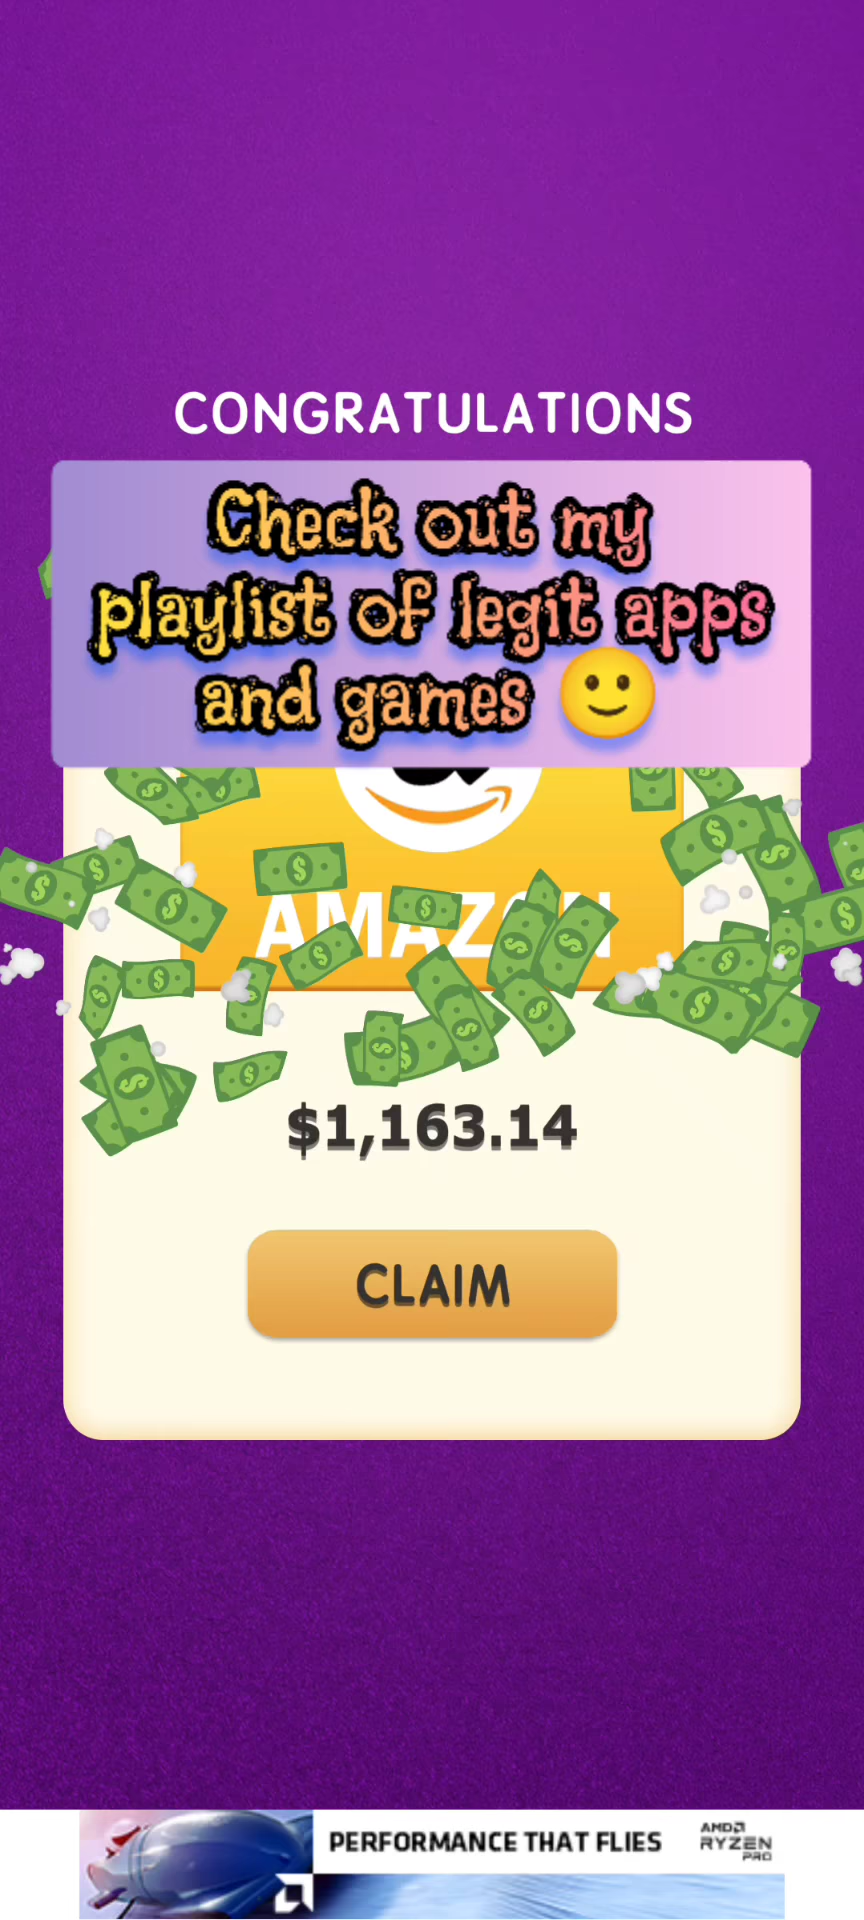 CONGRATULATIONS
Check out my
playlist of legit apps
and games
AMAZON
$1,163.14
CLAIM
PERFORMANCE THAT FLIES
AMD
RYZEN
PRO